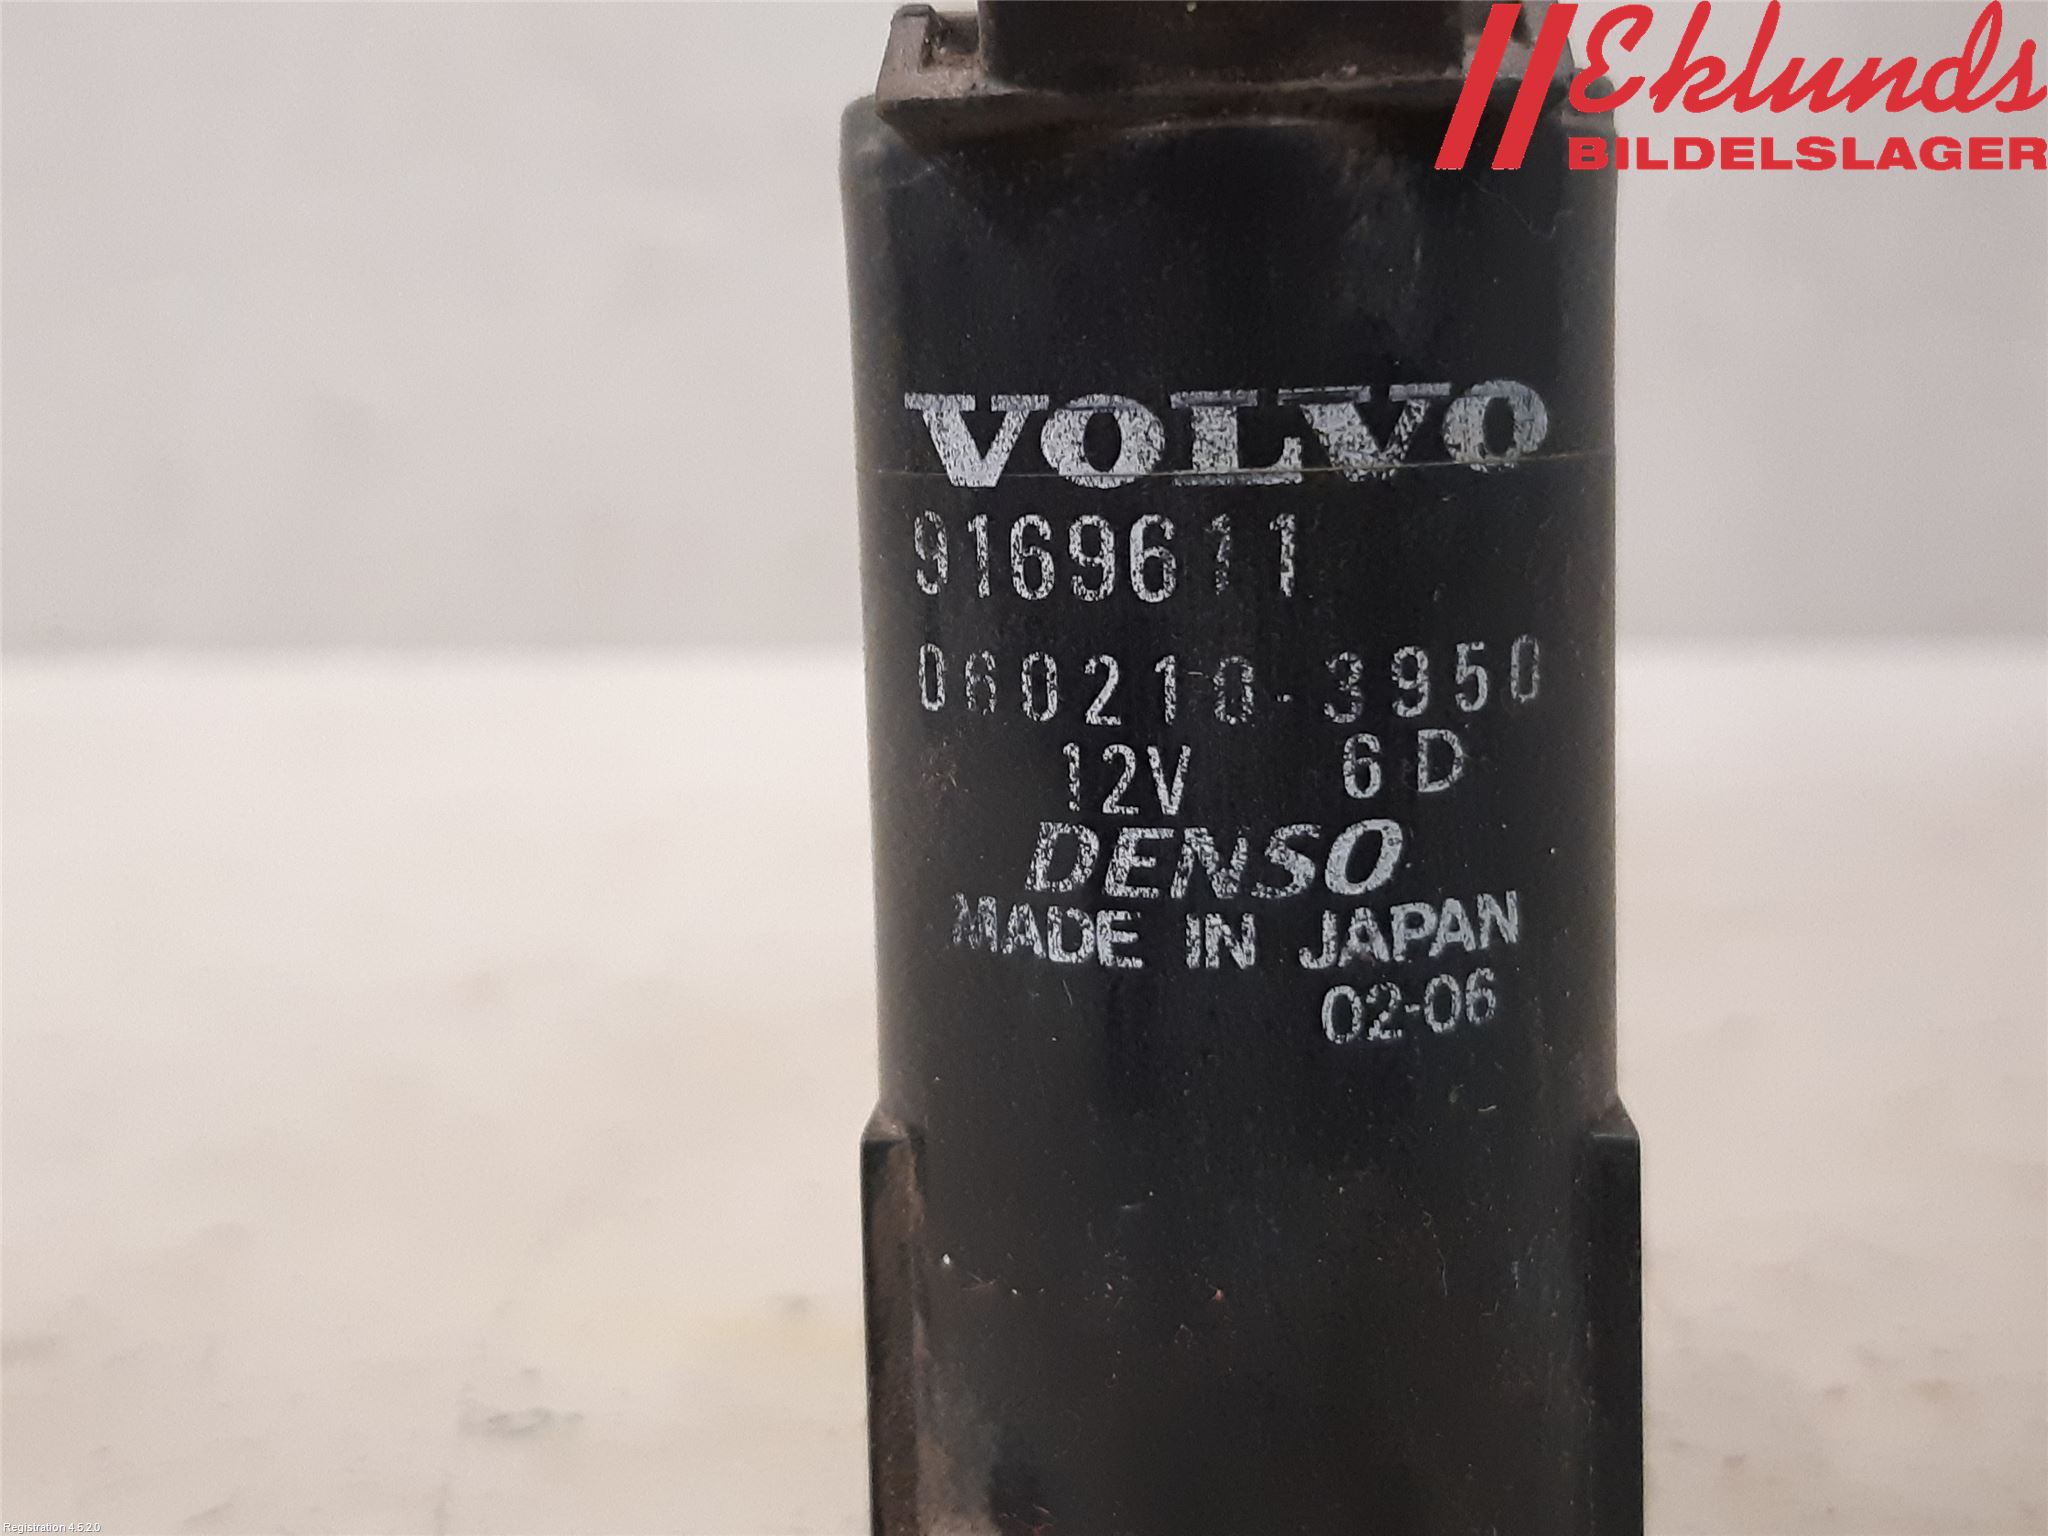 Eklunds
BILDELSLAGER
VOLVO
9169611
060210-3950
12V 6D
DENSO
MADE IN JAPAN
02-06
Registration 4.5.2.0